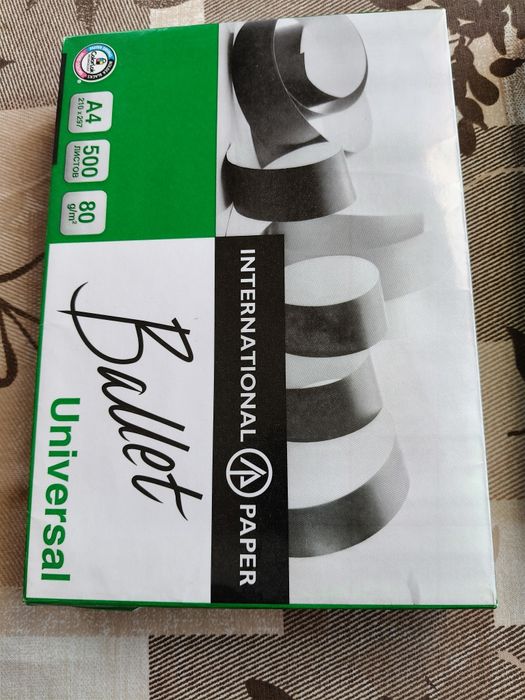 A4
210 x 297
500
ЛИСТОВ
80
g/m²
INTERNATIONAL PAPER
Ballet
Universal